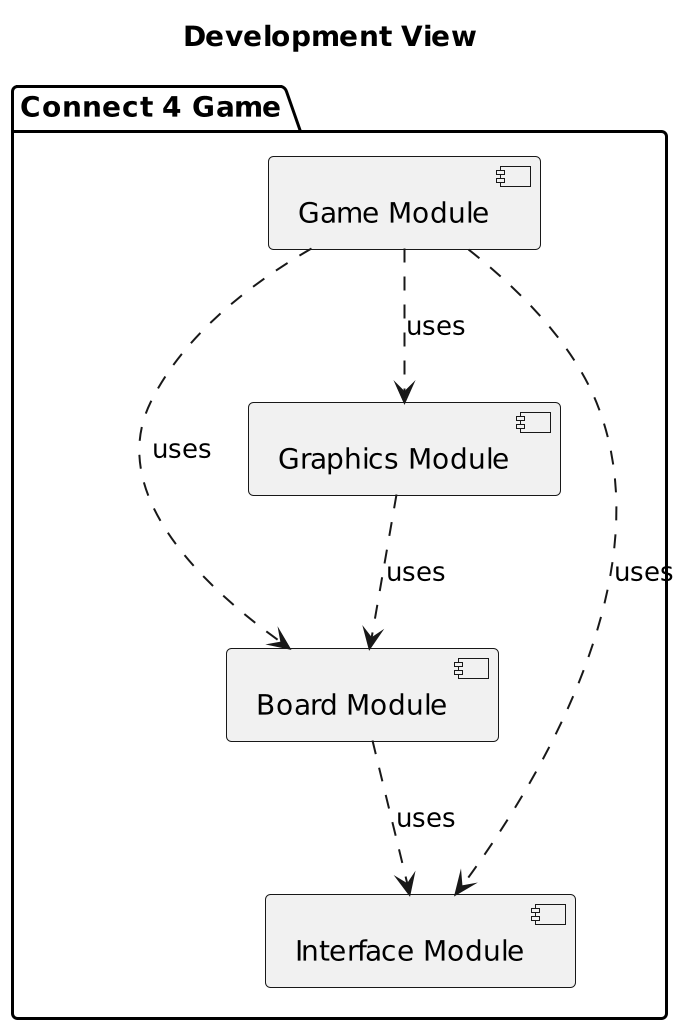 Development View
Connect 4 Game
Game Module
uses
Graphics Module
uses
uses
uses
Board Module
uses
Interface Module